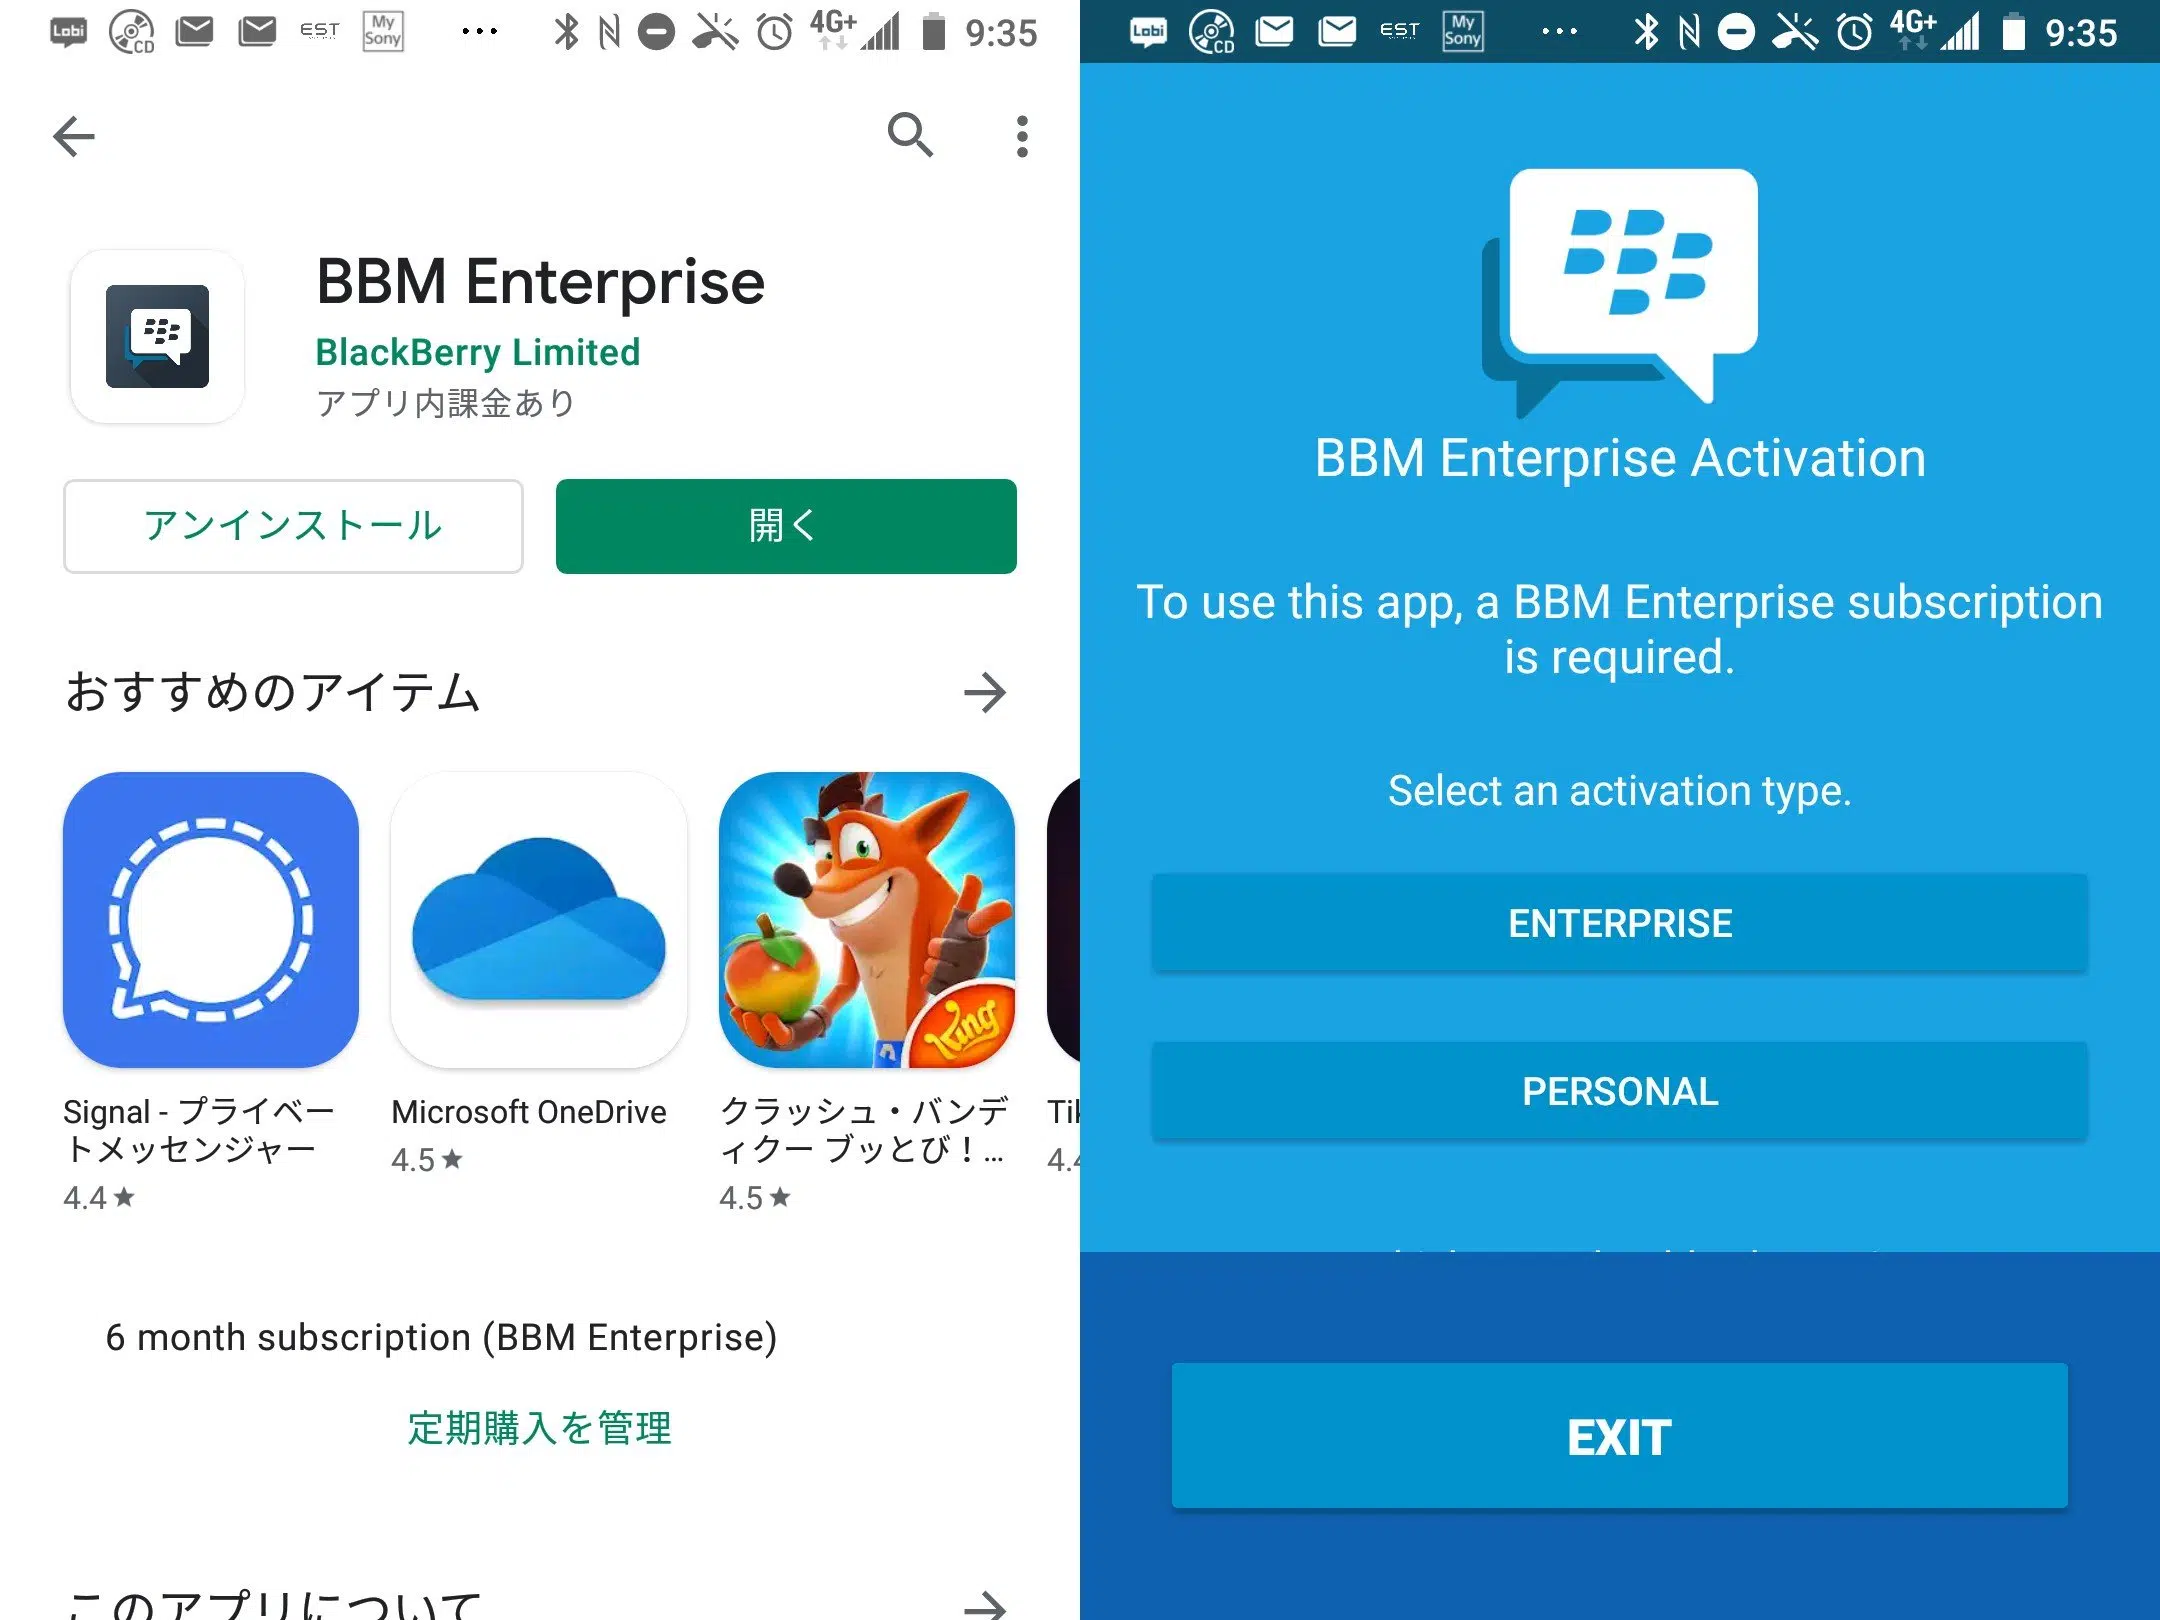 Lobi CD EST My Sony 4G+ 9:35
BBM Enterprise
BlackBerry Limited
アプリ内課金あり
アンインストール
開く
おすすめのアイテム
Signal - プライベー
トメッセンジャー
4.4★
Microsoft OneDrive
4.5★
King
クラッシュ・バンデ
ィクー ブッとび！…
4.5★
6 month subscription (BBM Enterprise)
定期購入を管理
このアプリについて
Lobi CD EST My Sony 4G+ 9:35
BBM Enterprise Activation
To use this app, a BBM Enterprise subscription
is required.
Select an activation type.
ENTERPRISE
PERSONAL
EXIT